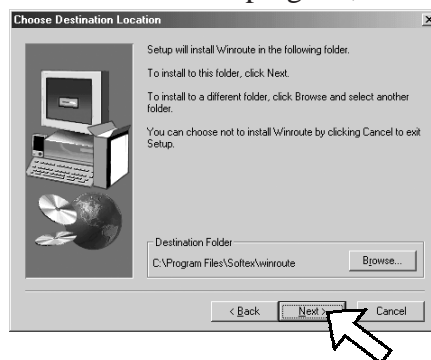 Choose Destination Location
Setup will install Winroute in the following folder.
To install to this folder, click Next.
To install to a different folder, click Browse and select another
folder.
You can choose not to install Winroute by clicking Cancel to exit
Setup.
Destination Folder
C:\Program Files\Softex\winroute
Browse...
< Back
Next >
Cancel